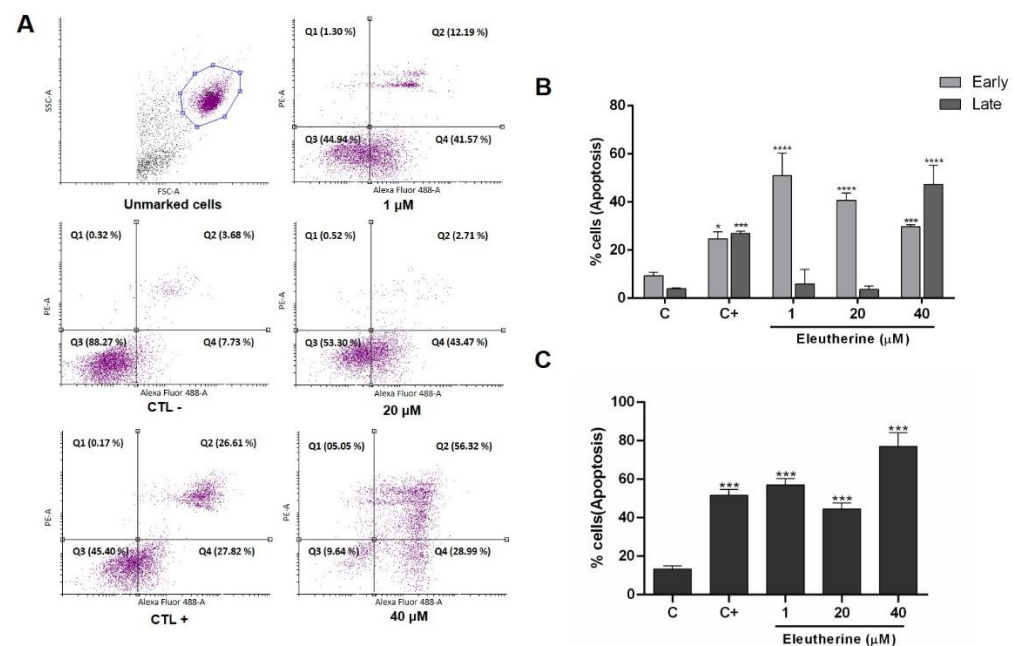 A
SSC-A
FSC-A
Unmarked cells
Q1 (1.30 %)
Q2 (12.19 %)
PE-A
Q3 (44.94 %)
Q4 (41.57 %)
Alexa Fluor 488-A
1 µM
Q1 (0.32 %)
Q2 (3.68 %)
PE-A
Q3 (88.27 %)
Q4 (7.73 %)
Alexa Fluor 488-A
CTL -
Q1 (0.52 %)
Q2 (2.71 %)
PE-A
Q3 (53.30 %)
Q4 (43.47 %)
Alexa Fluor 488-A
20 µM
Q1 (0.17 %)
Q2 (26.61 %)
PE-A
Q3 (45.40 %)
Q4 (27.82 %)
Alexa Fluor 488-A
CTL +
Q1 (05.05 %)
Q2 (56.32 %)
PE-A
Q3 (9.64 %)
Q4 (28.99 %)
Alexa Fluor 488-A
40 µM
B
Early
Late
% cells (Apoptosis)
80
60
40
20
0
* *** **** **** *** ****
C C+ 1 20 40
Eleutherine (µM)
C
% cells(Apoptosis)
100
80
60
40
20
0
*** *** *** ***
C C+ 1 20 40
Eleutherine (µM)